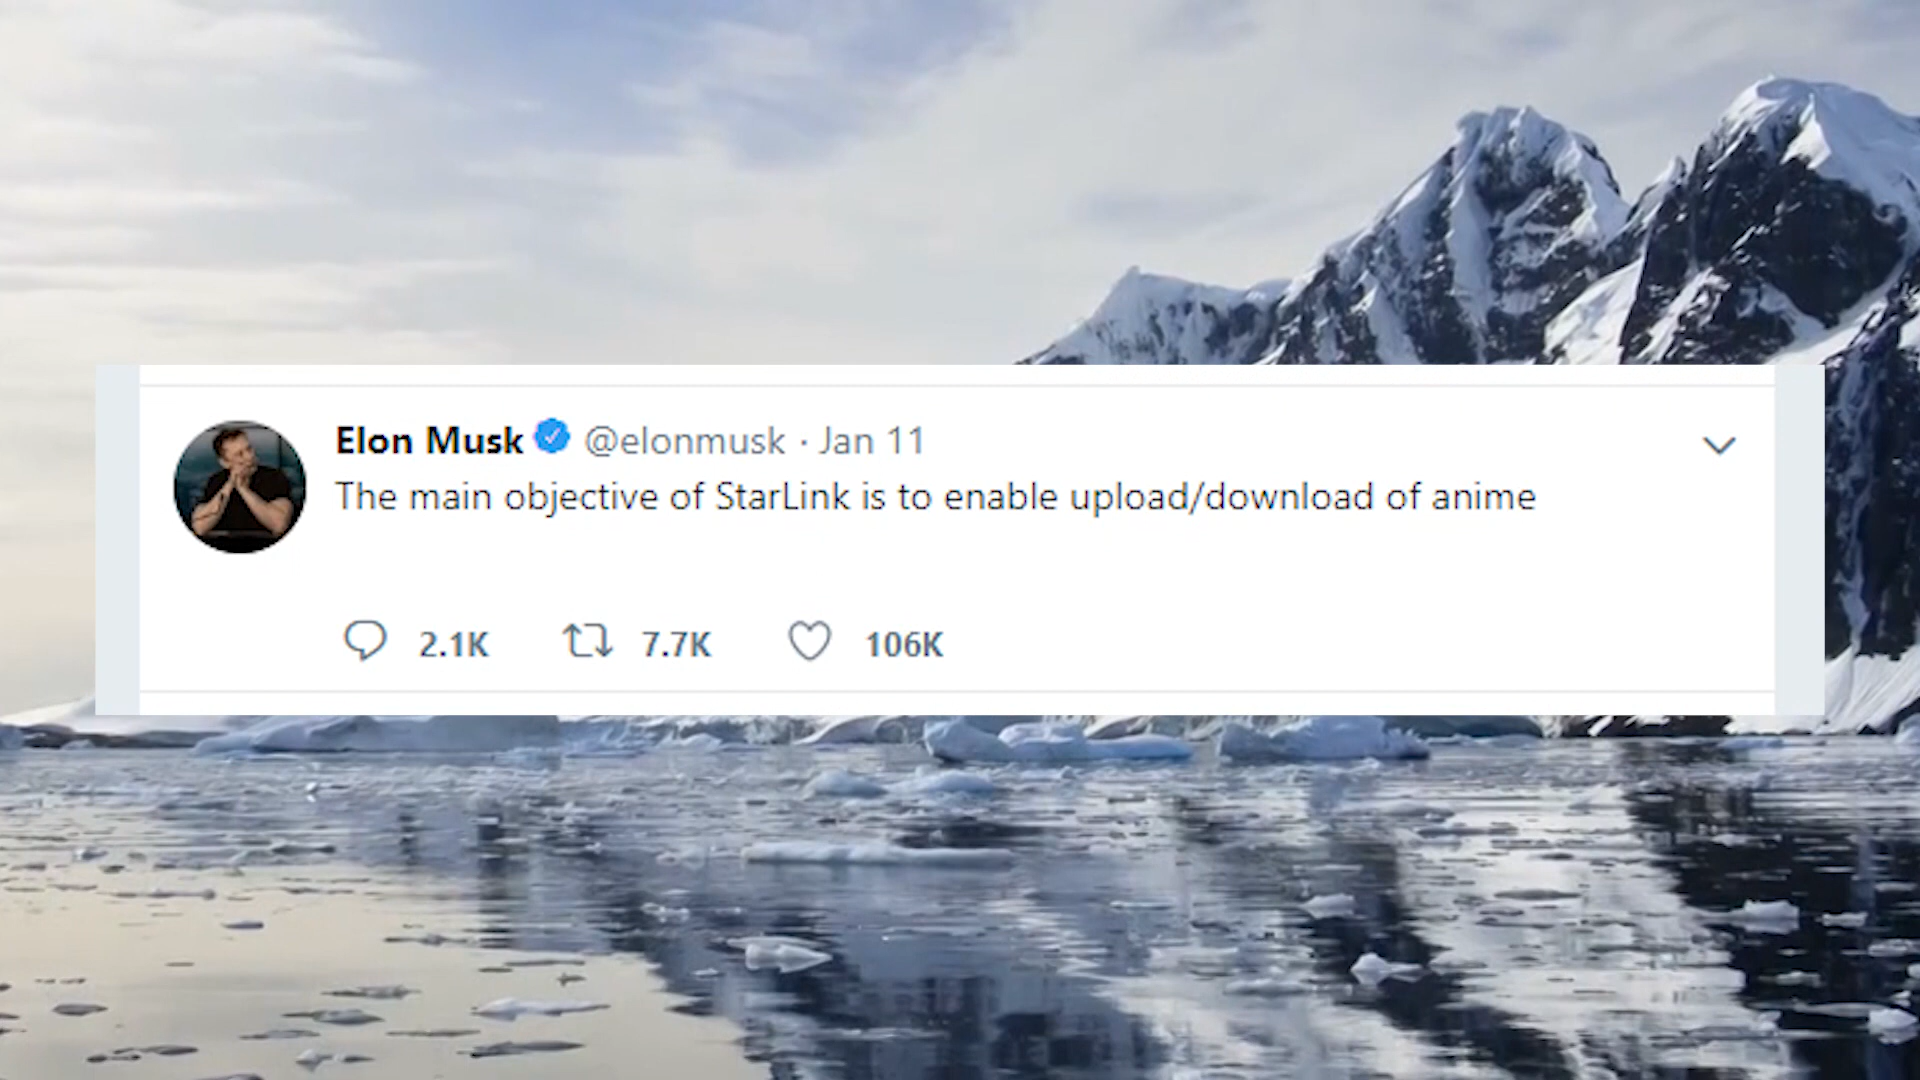 Elon Musk @elonmusk · Jan 11
The main objective of StarLink is to enable upload/download of anime
2.1K 7.7K 106K